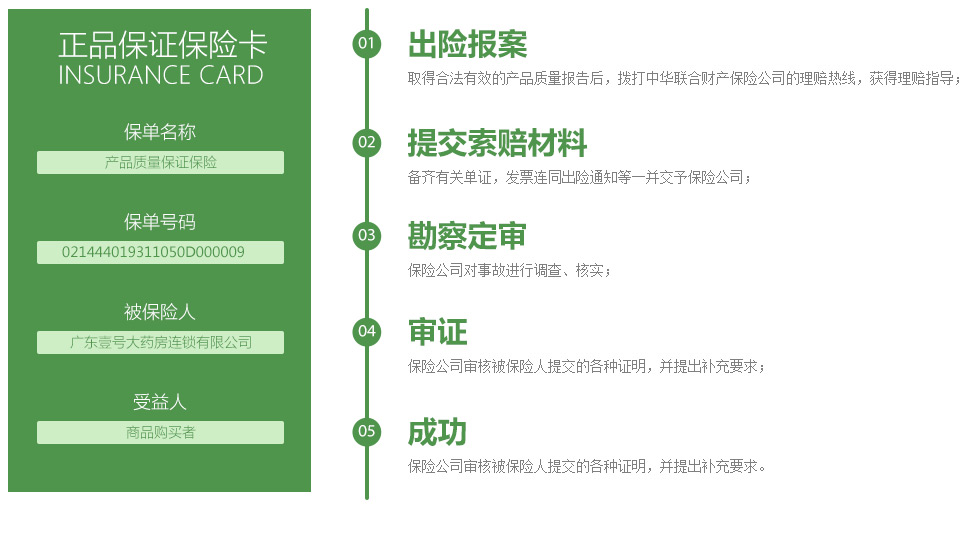 正品保证保险卡
INSURANCE CARD
保单名称
产品质量保证保险
保单号码
021444019311050D000009
被保险人
广东壹号大药房连锁有限公司
受益人
商品购买者
01
出险报案
取得合法有效的产品质量报告后，拨打中华联合财产保险公司的理赔热线，获得理赔指导；
02
提交索赔材料
备齐有关单证，发票连同出险通知等一并交予保险公司；
03
勘察定审
保险公司对事故进行调查、核实；
04
审证
保险公司审核被保险人提交的各种证明，并提出补充要求；
05
成功
保险公司审核被保险人提交的各种证明，并提出补充要求。